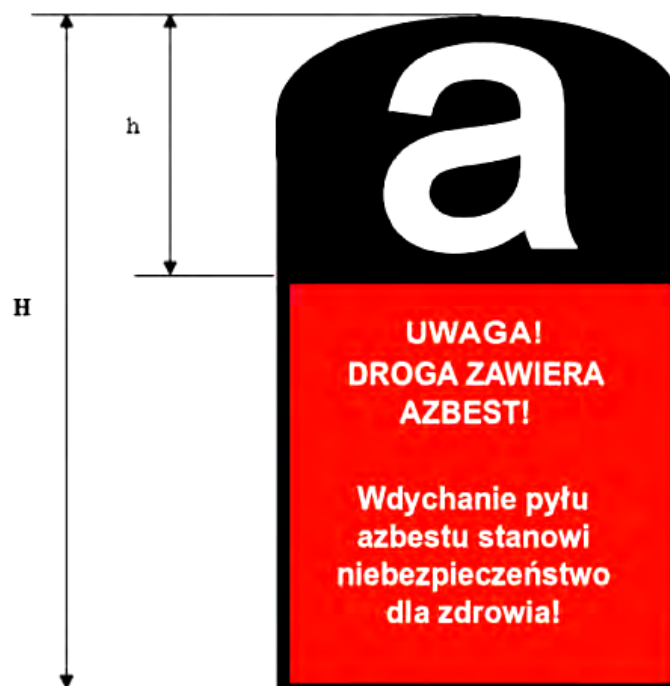 h
a
H
UWAGA!
DROGA ZAWIERA
AZBEST!
Wdychanie pyłu
azbestu stanowi
niebezpieczeństwo
dla zdrowia!